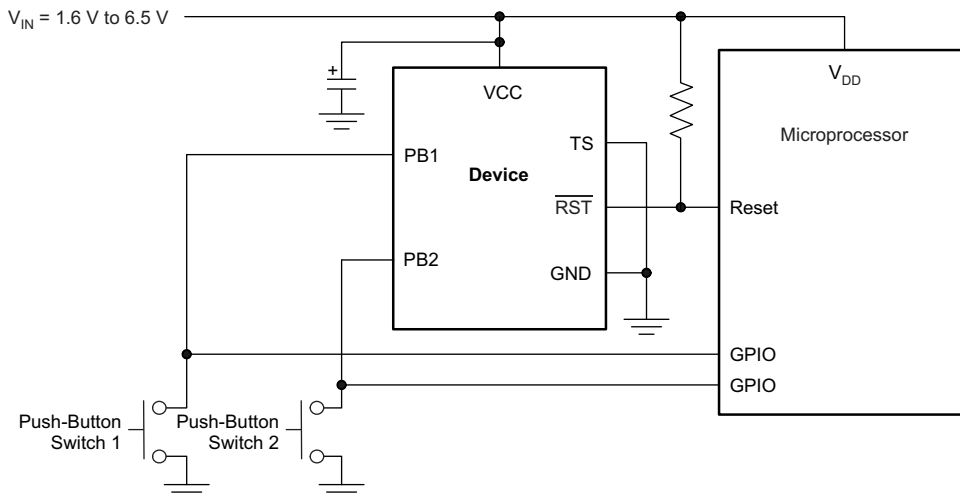 V_IN = 1.6 V to 6.5 V
+
VCC
V_DD
Microprocessor
TS
PB1
Device
RST
Reset
PB2
GND
GPIO
GPIO
Push-Button
Switch 1
Push-Button
Switch 2